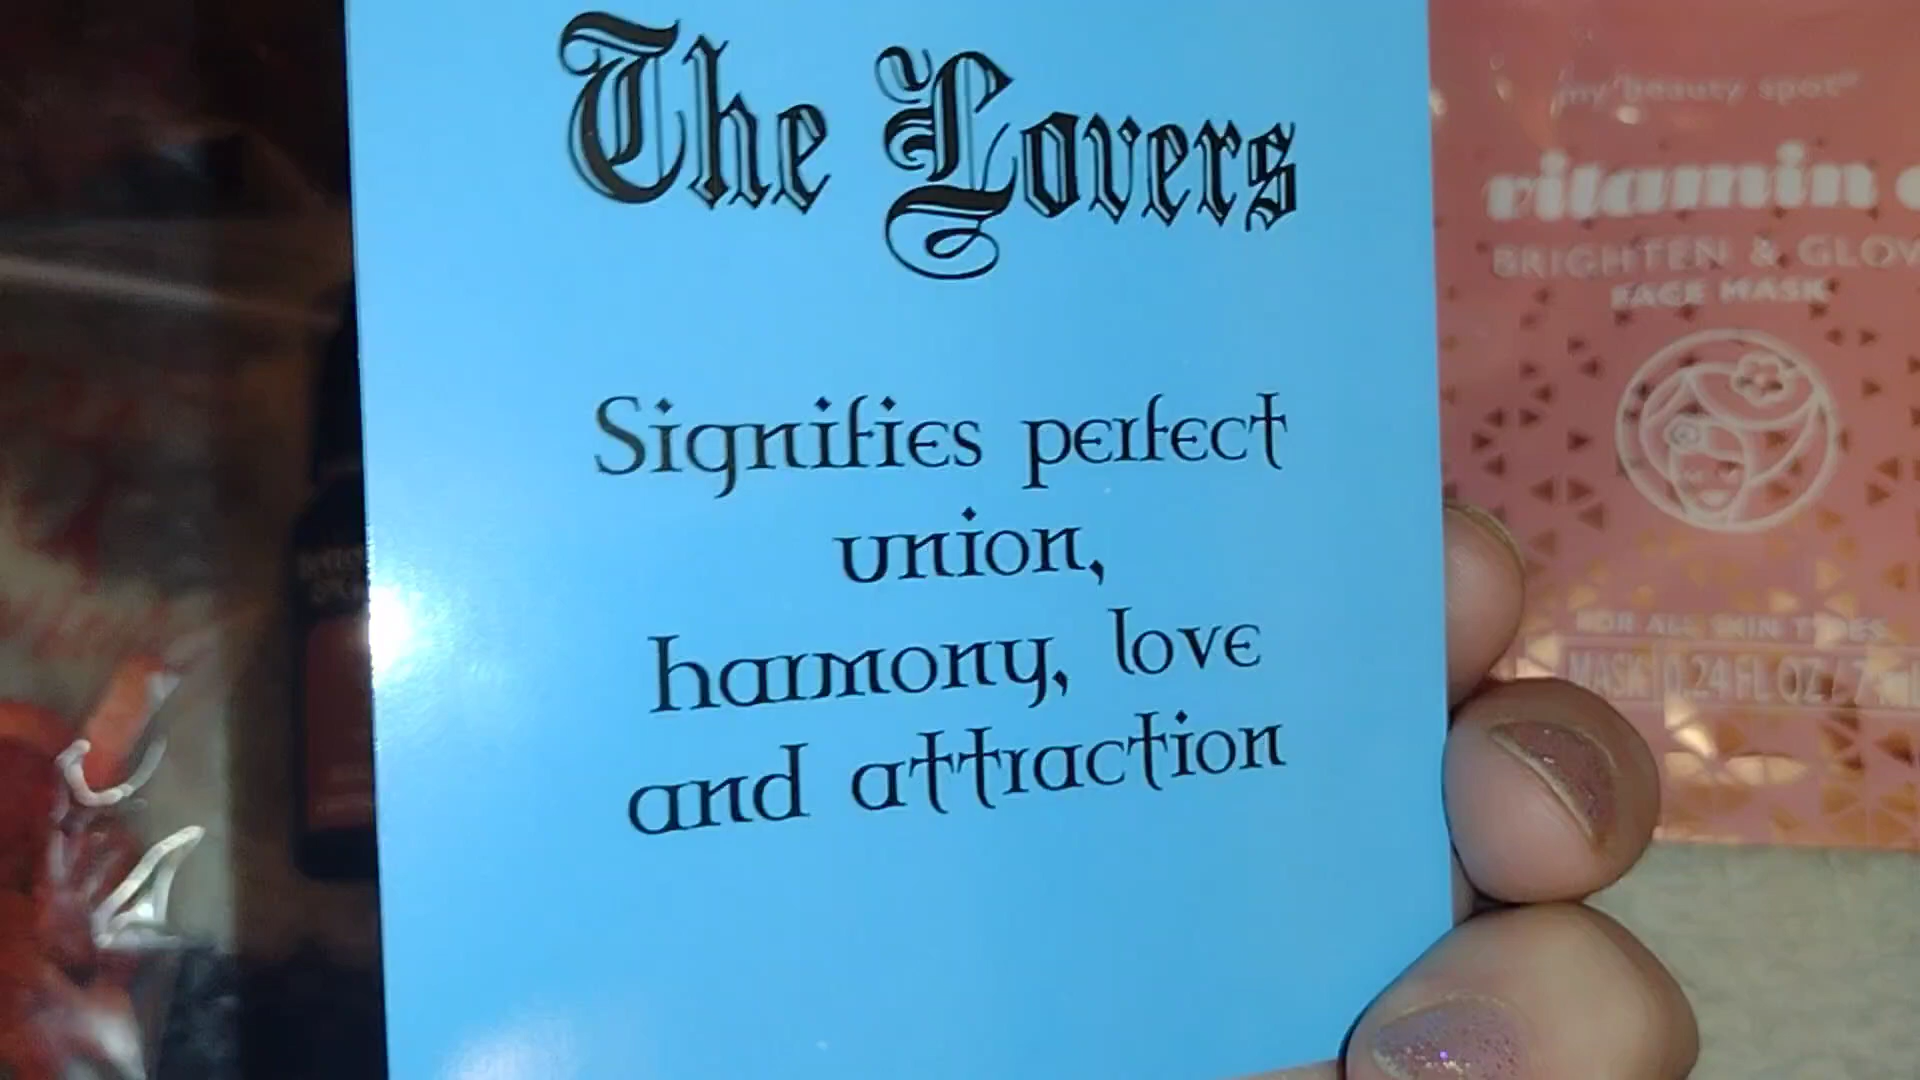 The Lovers
Signifies perfect
union,
harmony, love
and attraction
my beauty spot
vitamin
BRIGHTEN & GLOW
FACE MASK
FOR ALL SKIN TYPES
MASK 0.24 FL OZ / 7